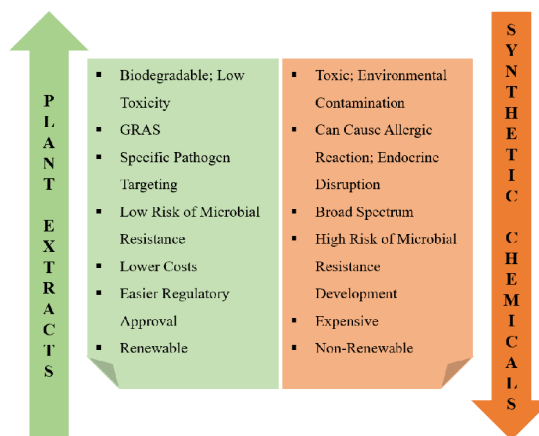 PLANT EXTRACTS
▪ Biodegradable; Low
Toxicity
▪ GRAS
▪ Specific Pathogen
Targeting
▪ Low Risk of Microbial
Resistance
▪ Lower Costs
▪ Easier Regulatory
Approval
▪ Renewable
▪ Toxic; Environmental
Contamination
▪ Can Cause Allergic
Reaction; Endocrine
Disruption
▪ Broad Spectrum
▪ High Risk of Microbial
Resistance
Development
▪ Expensive
▪ Non-Renewable
SYNTHETIC CHEMICALS